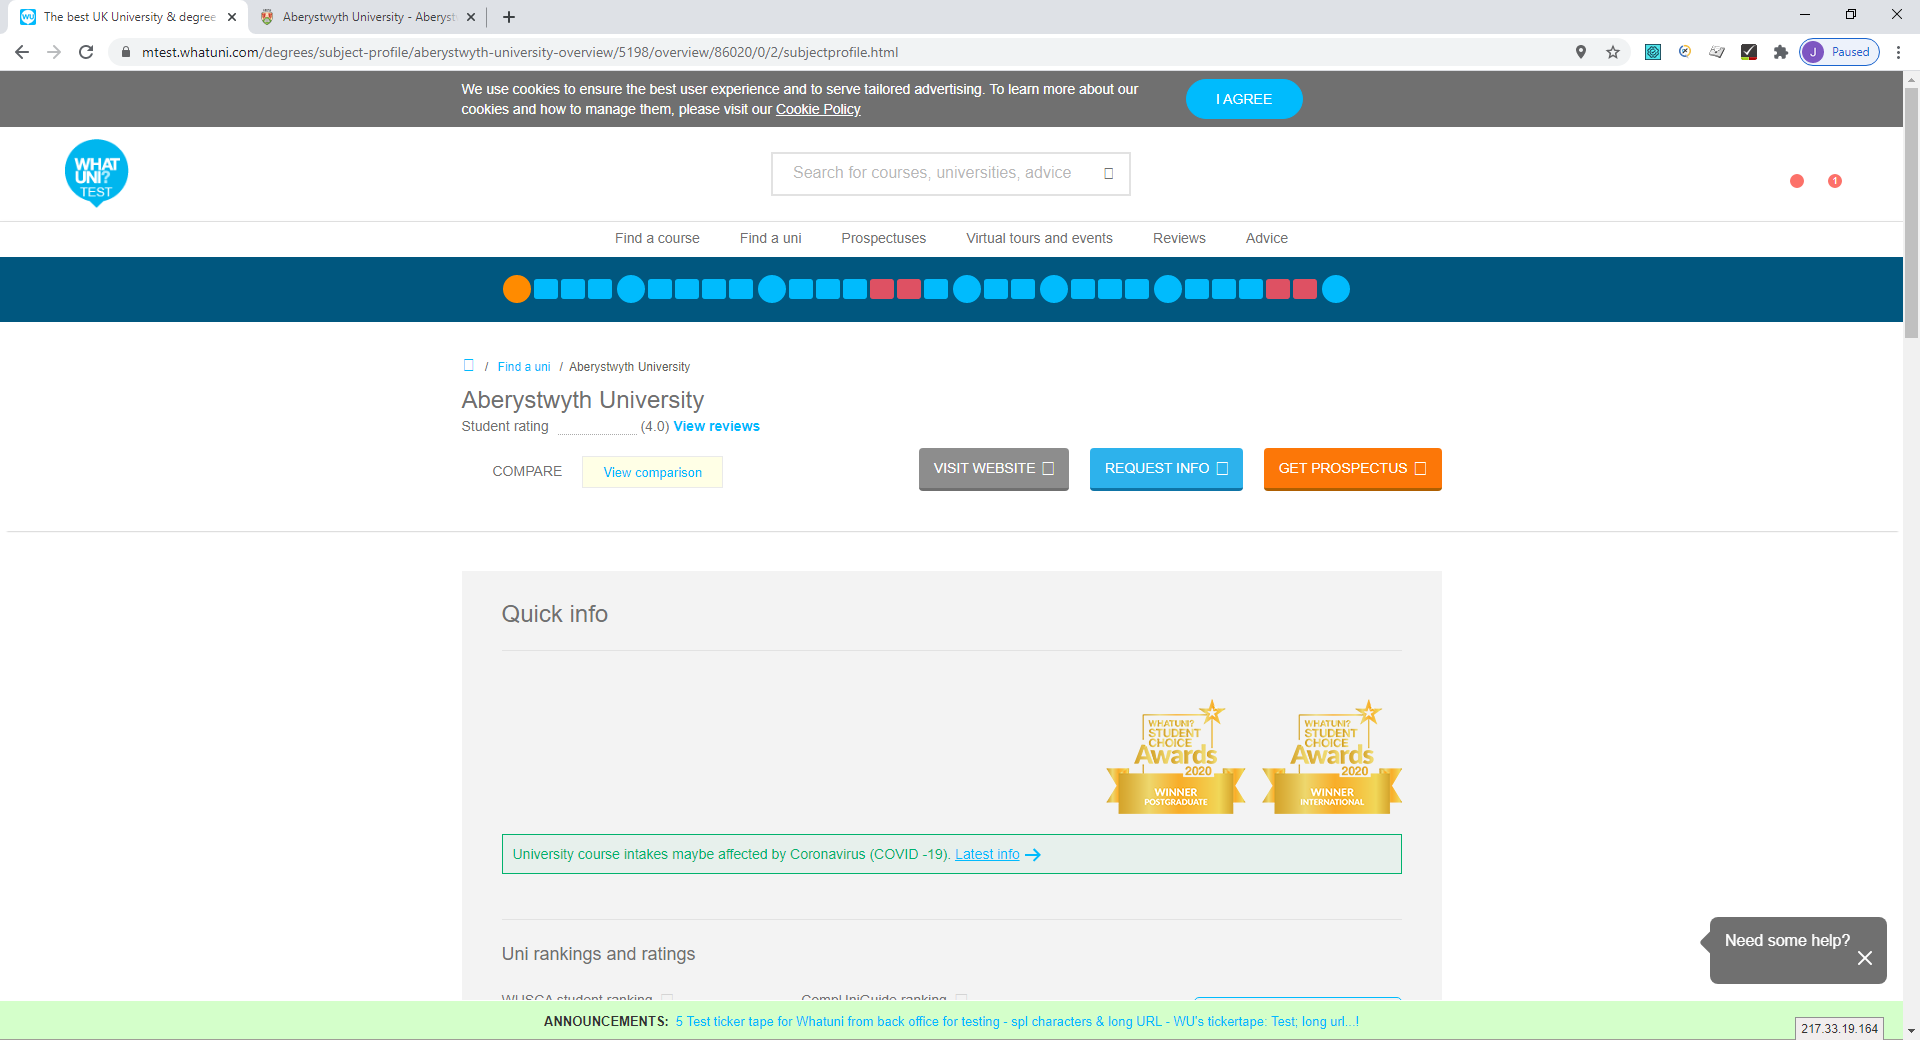 The best UK University & degree
Aberystwyth University - Aberyst
mtest.whatuni.com/degrees/subject-profile/aberystwyth-university-overview/5198/overview/86020/0/2/subjectprofile.html
J Paused
We use cookies to ensure the best user experience and to serve tailored advertising. To learn more about our
cookies and how to manage them, please visit our Cookie Policy
I AGREE
WHAT
UNI?
TEST
Search for courses, universities, advice
1
Find a course Find a uni Prospectuses Virtual tours and events Reviews Advice
/ Find a uni / Aberystwyth University
Aberystwyth University
Student rating (4.0) View reviews
COMPARE View comparison
VISIT WEBSITE REQUEST INFO GET PROSPECTUS
Quick info
WHATUNI?
STUDENT
CHOICE
Awards
2020
WINNER
POSTGRADUATE
WHATUNI?
STUDENT
CHOICE
Awards
2020
WINNER
INTERNATIONAL
University course intakes maybe affected by Coronavirus (COVID -19). Latest info
Uni rankings and ratings
WUSCA student ranking CompUniGuide ranking
Need some help?
ANNOUNCEMENTS: 5 Test ticker tape for Whatuni from back office for testing - spl characters & long URL - WU's tickertape: Test; long url...!
217.33.19.164